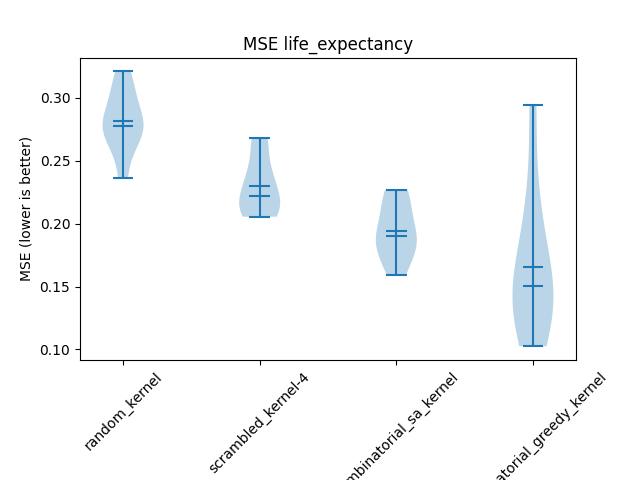 MSE life_expectancy
MSE (lower is better)
0.30
0.25
0.20
0.15
0.10
random_kernel
scrambled_kernel-4
mbinatorial_sa_kernel
atorial_greedy_kernel